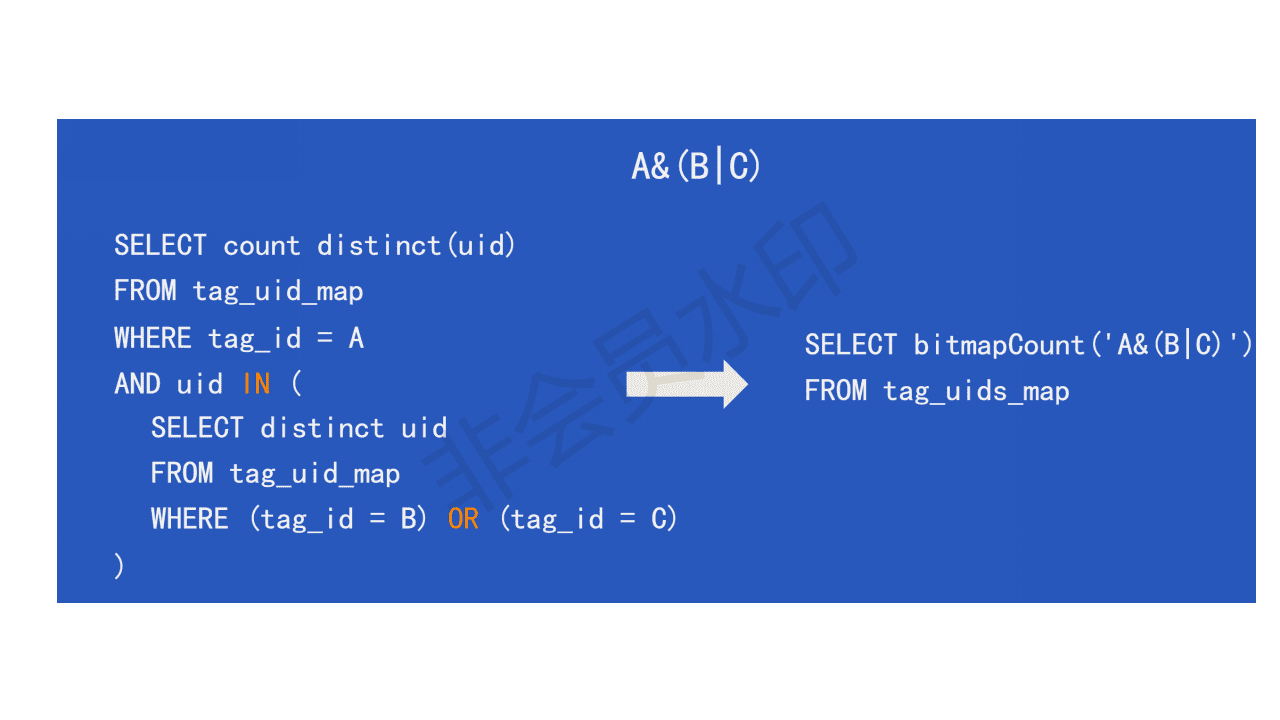 A&(B|C)
SELECT count distinct(uid)
FROM tag_uid_map
WHERE tag_id = A
AND uid IN (
SELECT distinct uid
FROM tag_uid_map
WHERE (tag_id = B) OR (tag_id = C)
)
SELECT bitmapCount('A&(B|C)')
FROM tag_uids_map
非会员水印